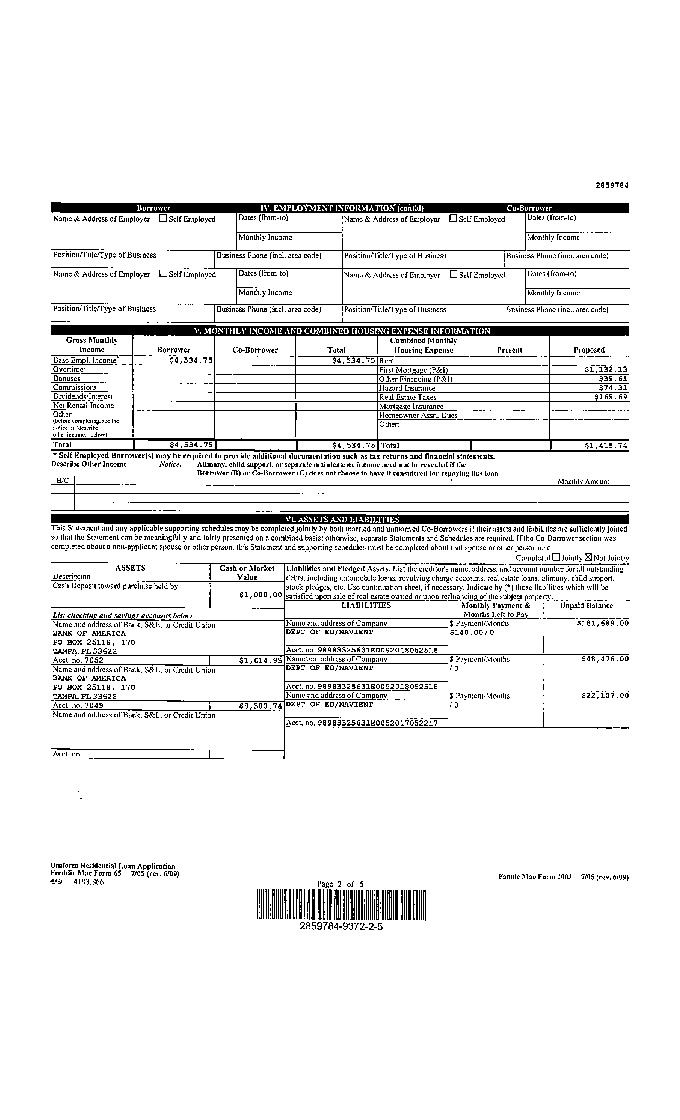 2859784
Borrower IV. EMPLOYMENT INFORMATION (cont'd) Co-Borrower
Name & Address of Employer Self Employed Dates (from-to) Name & Address of Employer Self Employed Dates (from-to)
Monthly Income Monthly Income
Position/Title/Type of Business Business Phone (incl. area code) Position/Title/Type of Business Business Phone (incl. area code)
Name & Address of Employer Self Employed Dates (from-to) Name & Address of Employer Self Employed Dates (from-to)
Monthly Income Monthly Income
Position/Title/Type of Business Business Phone (incl. area code) Position/Title/Type of Business Business Phone (incl. area code)
V. MONTHLY INCOME AND COMBINED HOUSING EXPENSE INFORMATION
Gross Monthly Income Borrower Co-Borrower Total Combined Monthly Housing Expense Present Proposed
Base Empl. Income* $4,534.75 $4,534.75 Rent
Overtime First Mortgage (P&I) $1,132.13
Bonuses Other Financing (P&I)
Commissions Hazard Insurance $74.31
Dividends/Interest Real Estate Taxes
Net Rental Income Mortgage Insurance
Other Homeowner Assn. Dues
(before completing, see the notice in "describe other income," below) Other:
Total $4,534.75 $4,534.75 Total
* Self Employed Borrower(s) may be required to provide additional documentation such as tax returns and financial statements.
Describe Other Income Notice: Alimony, child support, or separate maintenance income need not be revealed if the
Borrower (B) or Co-Borrower (C) does not choose to have it considered for repaying this loan.
B/C Monthly Amount
VI. ASSETS AND LIABILITIES
This Statement and any applicable supporting schedules may be completed jointly by both married and unmarried Co-Borrowers if their assets and liabilities are sufficiently joined
so that the Statement can be meaningfully and fairly presented on a combined basis; otherwise, separate Statements and Schedules are required. If the Co-Borrower section was
completed about a non-applicant spouse or other person, this Statement and supporting schedules must be completed about that spouse or other person also.
Completed Jointly Not Jointly
ASSETS Cash or Market Value
Description
Cash Deposit toward purchase held by
$1,000.00
Liabilities and Pledged Assets. List the creditor's name, address, and account number for all outstanding
debts, including automobile loans, revolving charge accounts, real estate loans, alimony, child support,
stock pledges, etc. Use continuation sheet, if necessary. Indicate by (*) those liabilities which will be
satisfied upon sale of real estate owned or upon refinancing of the subject property.
LIABILITIES Monthly Payment & Months Left to Pay Unpaid Balance
List checking and savings accounts below
Name and address of Bank, S&L, or Credit Union
BANK OF AMERICA
PO BOX 25118, 170
TAMPA, FL 33622
Acct. no. 7052
Name and address of Bank, S&L, or Credit Union
BANK OF AMERICA
PO BOX 25118, 170
TAMPA, FL 33622
Acct. no. 7049
Name and address of Bank, S&L, or Credit Union
Acct. no.
Name and address of Company $ Payment/Months
DEPT OF ED/NAVIENT
Acct. no.
Name and address of Company $ Payment/Months $48,476.00
DEPT OF ED/NAVIENT / 0
Acct. no.
Name and address of Company $ Payment/Months $22,107.00
DEPT OF ED/NAVIENT / 0
Acct. no.
Uniform Residential Loan Application
Freddie Mac Form 65 7/05 (rev. 6/09)
Page 2 of 5
Fannie Mae Form 1003 7/05 (rev. 6/09)
2859784-9372-2-5